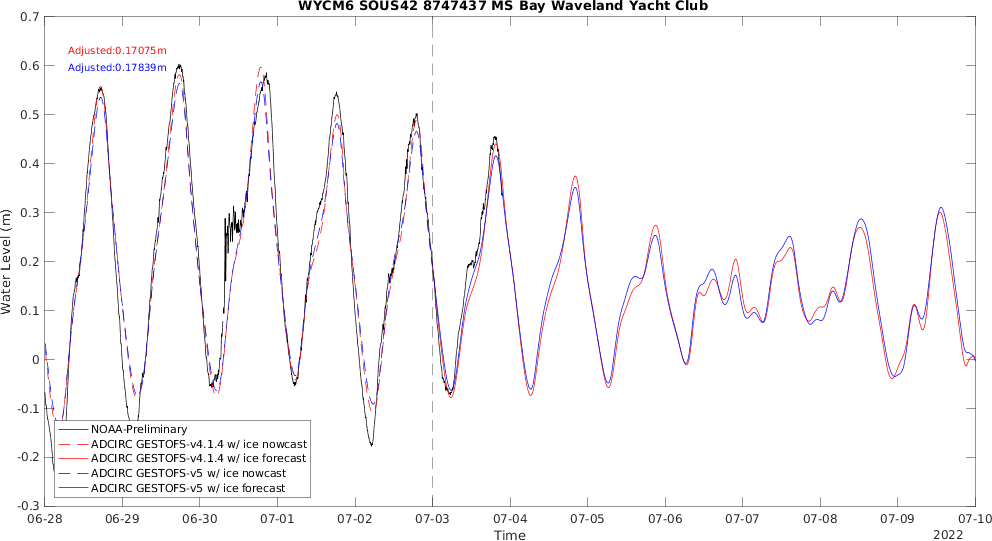 WYCM6 SOUS42 8747437 MS Bay Waveland Yacht Club
0.7
0.6
0.5
0.4
0.3
0.2
0.1
0
-0.1
-0.2
-0.3
Water Level (m)
Adjusted:0.17075m
Adjusted:0.17839m
NOAA-Preliminary
ADCIRC GESTOFS-v4.1.4 w/ ice nowcast
ADCIRC GESTOFS-v4.1.4 w/ ice forecast
ADCIRC GESTOFS-v5 w/ ice nowcast
ADCIRC GESTOFS-v5 w/ ice forecast
06-28 06-29 06-30 07-01 07-02 07-03 07-04 07-05 07-06 07-07 07-08 07-09 07-10
Time
2022